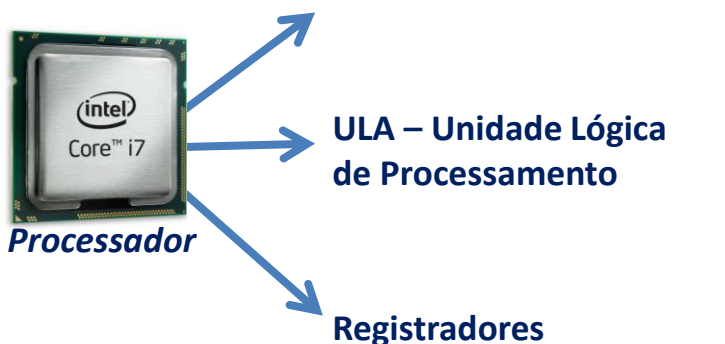 intel
Core™ i7
ULA – Unidade Lógica
de Processamento
Processador
Registradores